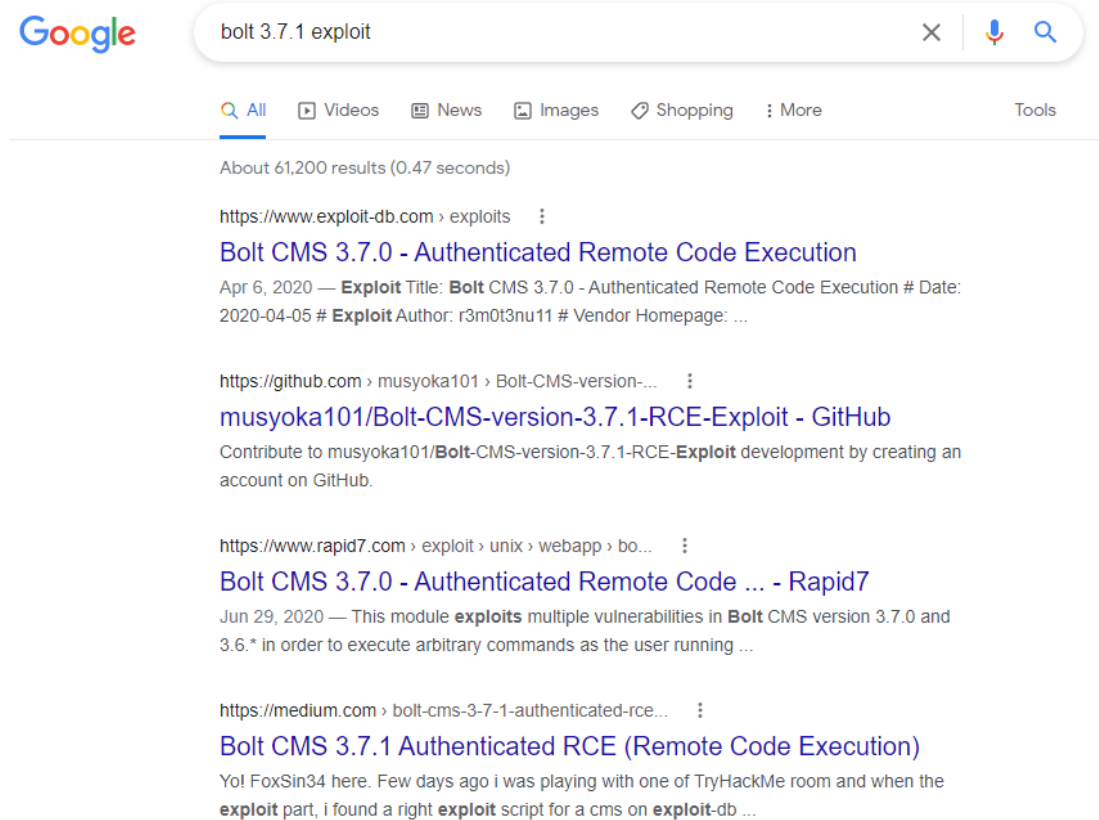 Google
bolt 3.7.1 exploit
All Videos News Images Shopping More Tools
About 61,200 results (0.47 seconds)
https://www.exploit-db.com › exploits
Bolt CMS 3.7.0 - Authenticated Remote Code Execution
Apr 6, 2020 — Exploit Title: Bolt CMS 3.7.0 - Authenticated Remote Code Execution # Date:
2020-04-05 # Exploit Author: r3m0t3nu11 # Vendor Homepage: ...
https://github.com › musyoka101 › Bolt-CMS-version-...
musyoka101/Bolt-CMS-version-3.7.1-RCE-Exploit - GitHub
Contribute to musyoka101/Bolt-CMS-version-3.7.1-RCE-Exploit development by creating an
account on GitHub.
https://www.rapid7.com › exploit › unix › webapp › bo...
Bolt CMS 3.7.0 - Authenticated Remote Code ... - Rapid7
Jun 29, 2020 — This module exploits multiple vulnerabilities in Bolt CMS version 3.7.0 and
3.6.* in order to execute arbitrary commands as the user running ...
https://medium.com › bolt-cms-3-7-1-authenticated-rce...
Bolt CMS 3.7.1 Authenticated RCE (Remote Code Execution)
Yo! FoxSin34 here. Few days ago i was playing with one of TryHackMe room and when the
exploit part, i found a right exploit script for a cms on exploit-db ...